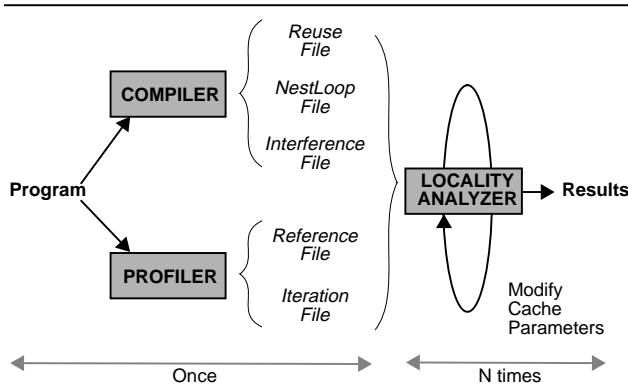 Reuse
File
COMPILER
NestLoop
File
Interference
File
Program
LOCALITY
ANALYZER
Results
Reference
File
PROFILER
Iteration
File
Modify
Cache
Parameters
Once
N times